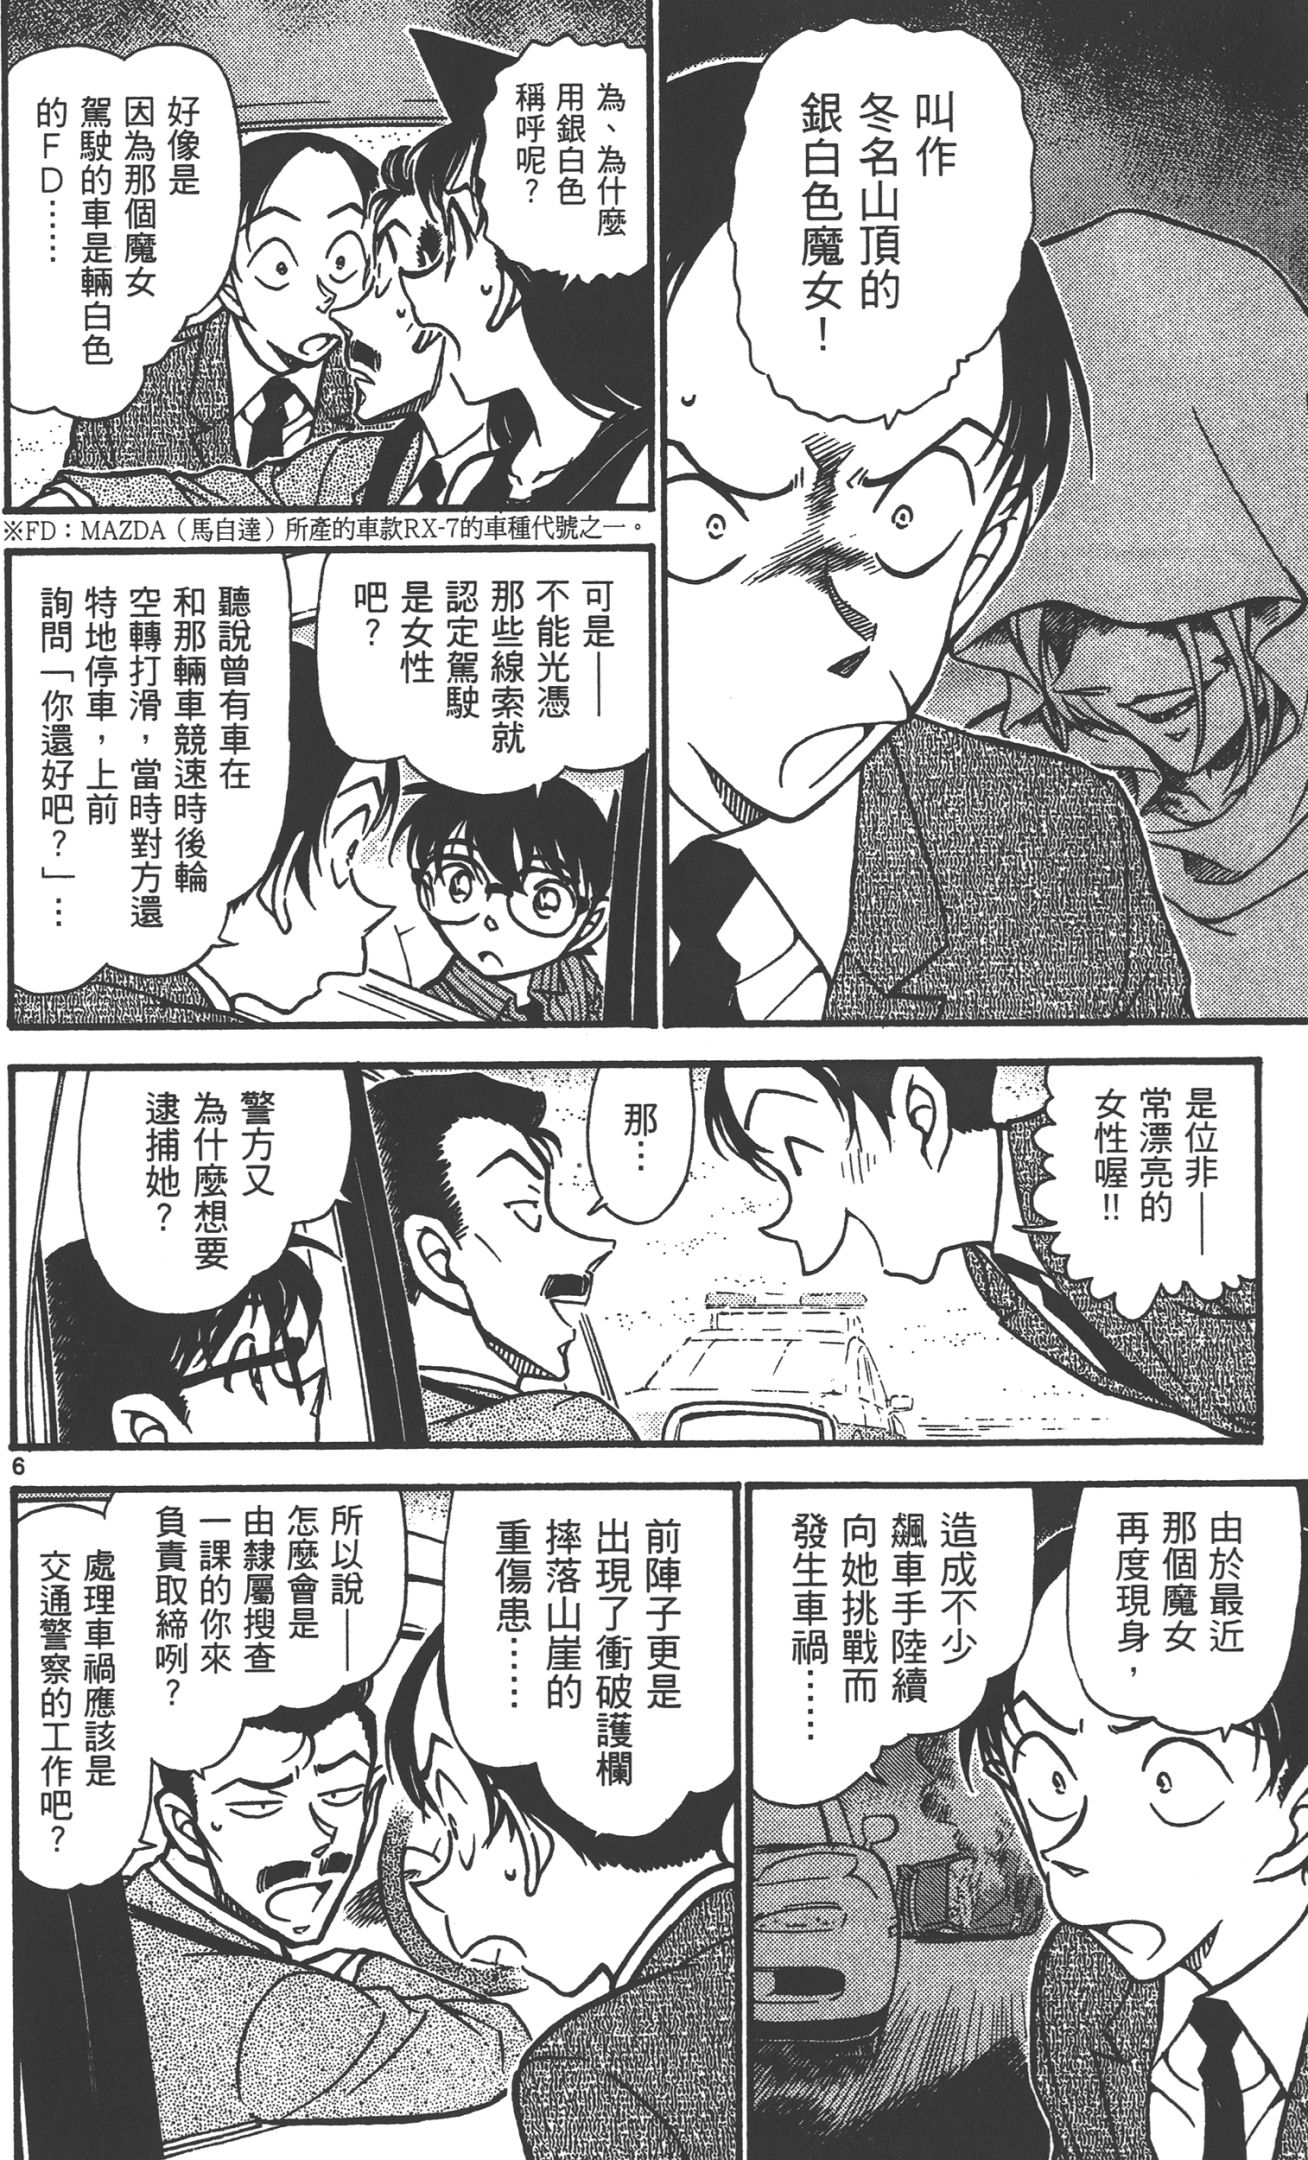 叫作
冬名山頂的
銀白色魔女！
為、為什麼
用銀白色
稱呼呢？
好像是
因為那個魔女
駕駛的車是輛白色
的ＦＤ……
※FD：MAZDA（馬自達）所產的車款RX-7的車種代號之一。
可是——
不能光憑
那些線索就
認定駕駛
是女性
吧？
聽說曾有車在
和那輛車競速時後輪
空轉打滑，當時對方還
特地停車，上前
詢問「你還好吧？」…
是位非——
常漂亮的
女性喔!!
那…
警方又
為什麼想要
逮捕她？
6
由於最近
那個魔女
再度現身，
造成不少
飆車手陸續
向她挑戰而
發生車禍……
前陣子更是
出現了衝破護欄
摔落山崖的
重傷患……
所以說——
怎麼會是
由隸屬搜查
一課的你來
負責取締咧？
處理車禍應該是
交通警察的工作吧？